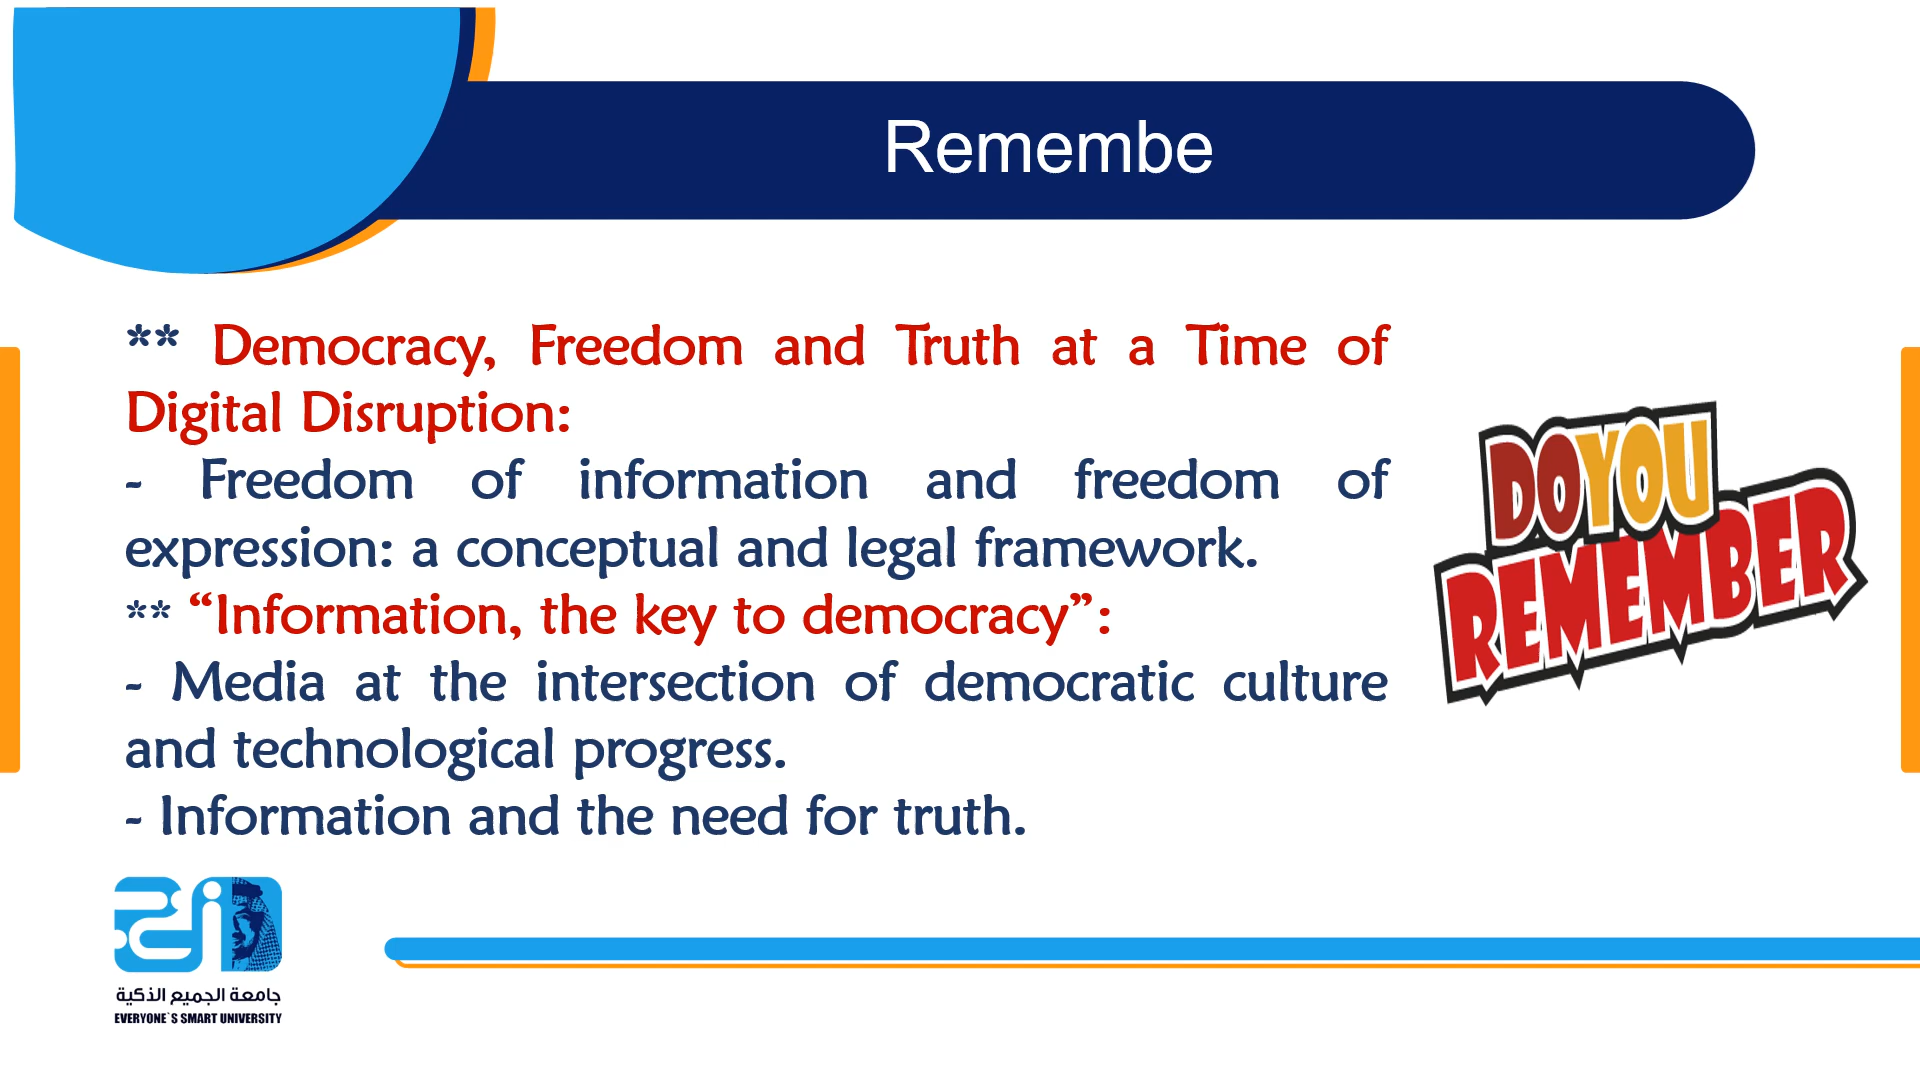 Remembe
** Democracy, Freedom and Truth at a Time of
Digital Disruption:
- Freedom of information and freedom of
expression: a conceptual and legal framework.
** “Information, the key to democracy”:
- Media at the intersection of democratic culture
and technological progress.
- Information and the need for truth.
DO YOU
REMEMBER
جامعة الجميع الذكية
EVERYONE`S SMART UNIVERSITY